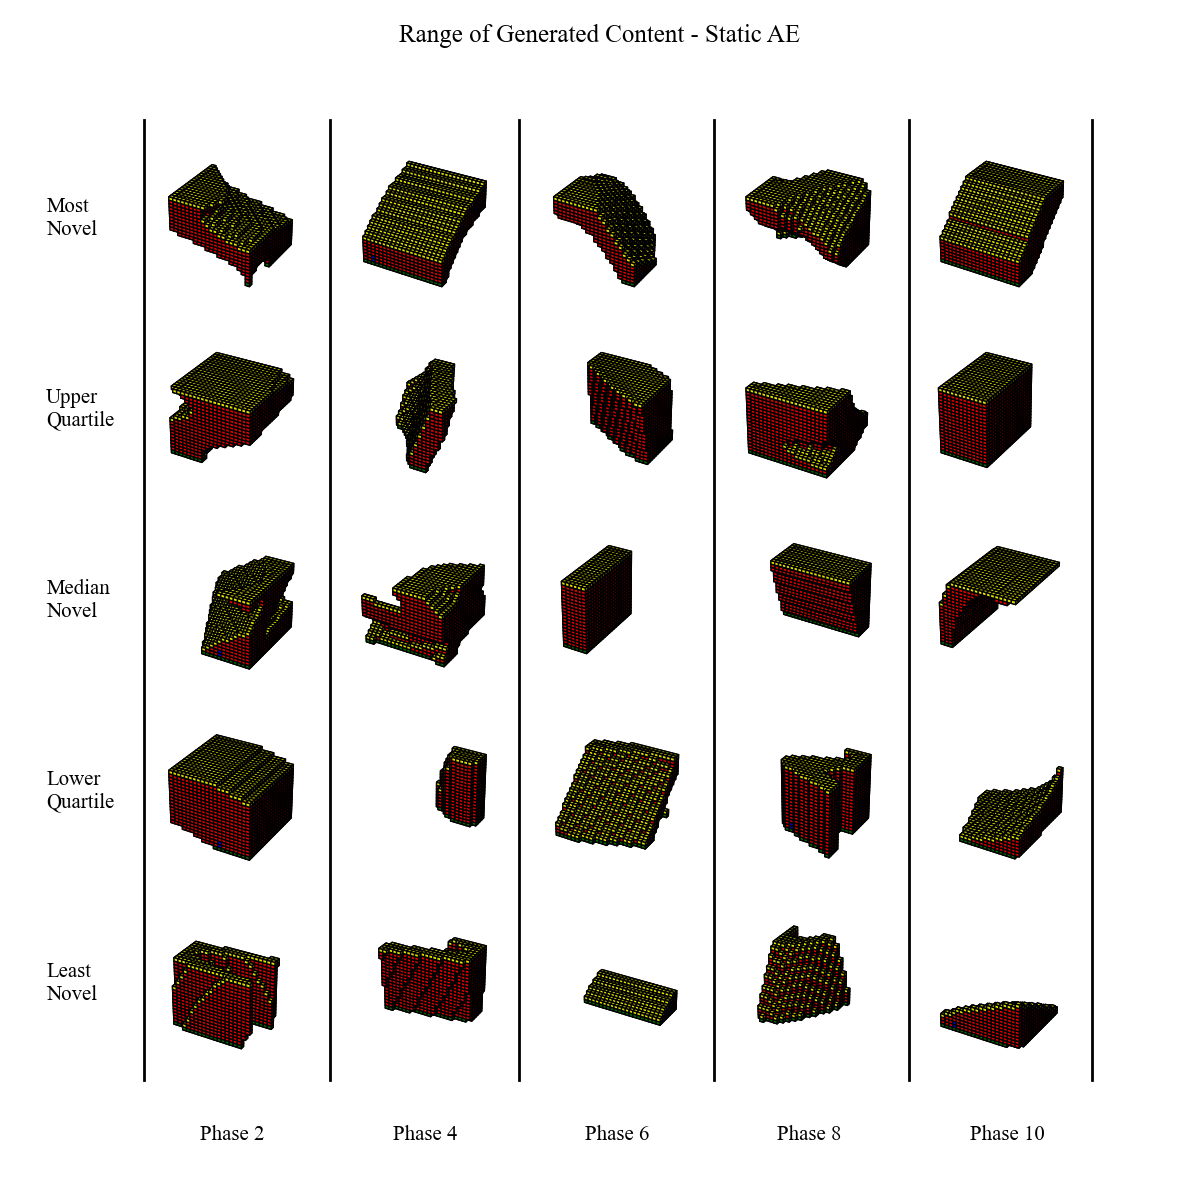 Range of Generated Content - Static AE
Most
Novel
Upper
Quartile
Median
Novel
Lower
Quartile
Least
Novel
Phase 2
Phase 4
Phase 6
Phase 8
Phase 10